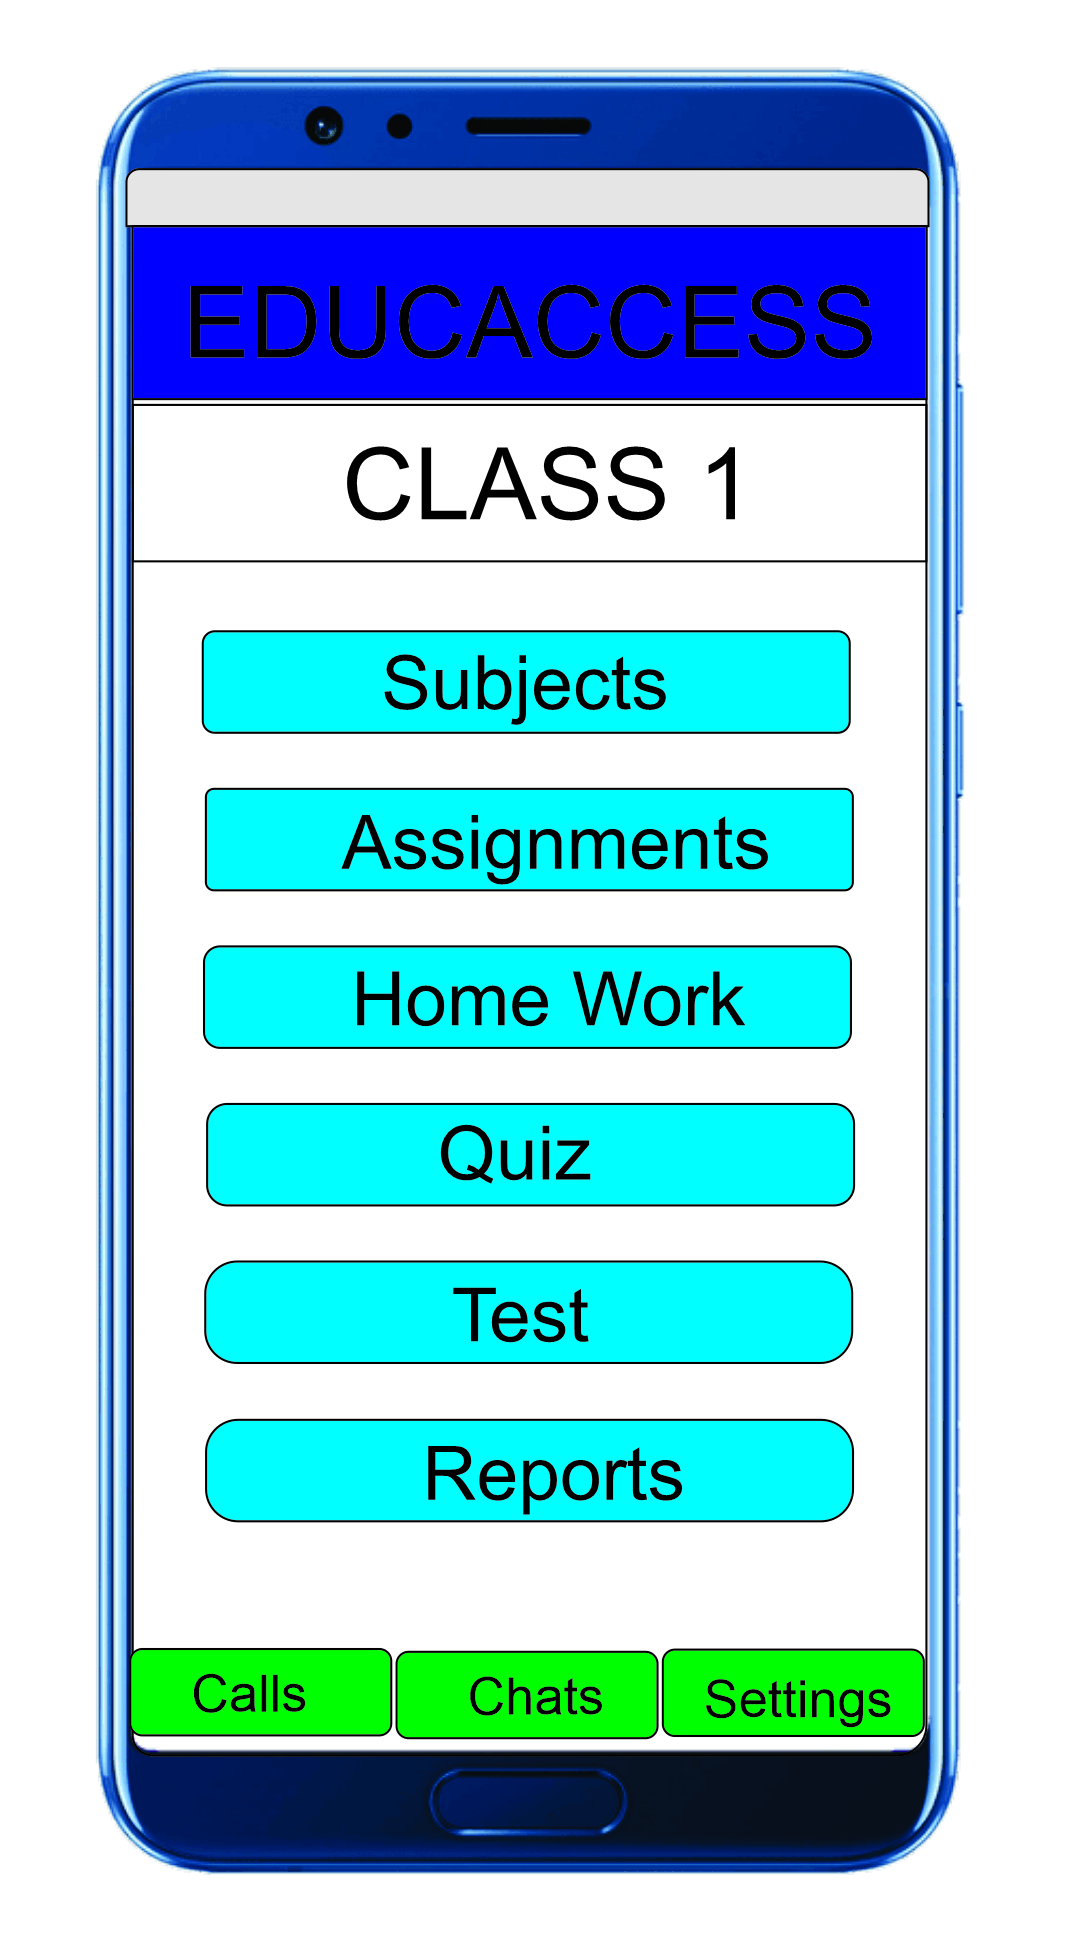 EDUCACCESS
CLASS 1
Subjects
Assignments
Home Work
Quiz
Test
Reports
Calls Chats Settings